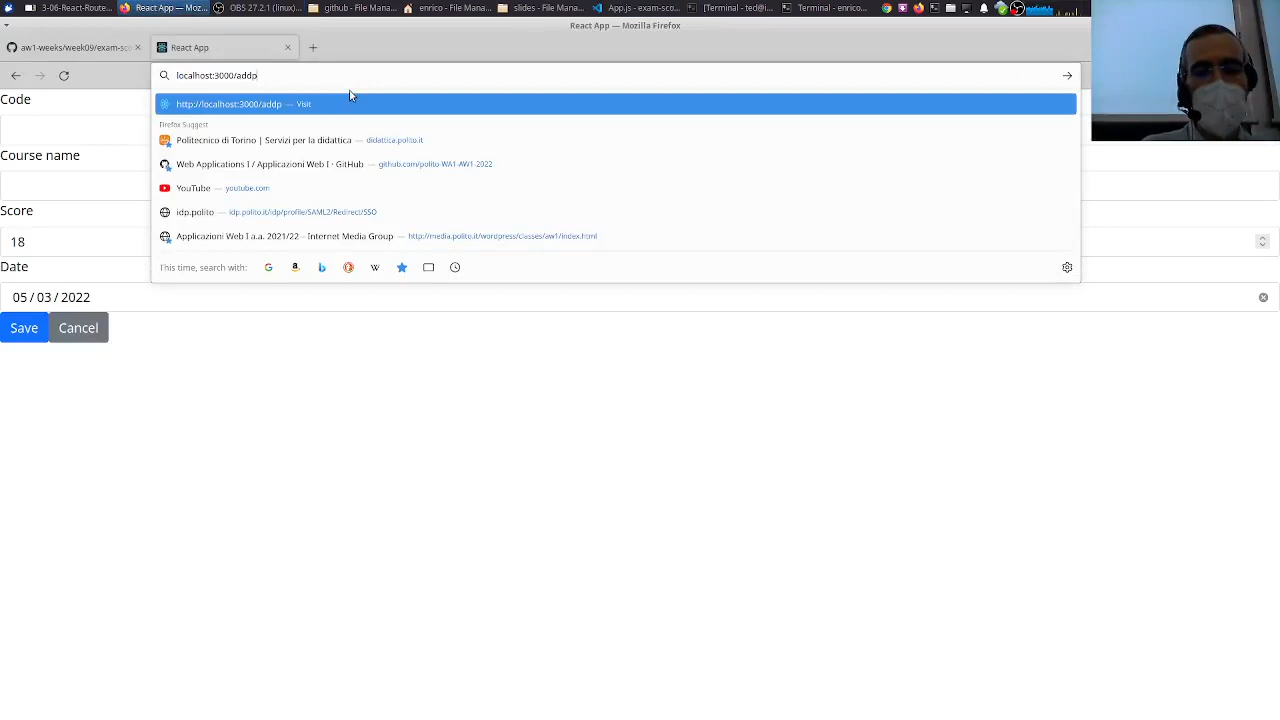 3-06-React-Route...
React App — Mozi...
OBS 27.2.1 (linux)...
github - File Mana...
enrico - File Mana...
slides - File Mana...
App.js - exam-sco...
[Terminal - ted@i...
Terminal - enrico...
React App — Mozilla Firefox
aw1-weeks/week09/exam-sco
React App
localhost:3000/addp
http://localhost:3000/addp — Visit
Firefox Suggest
Politecnico di Torino | Servizi per la didattica — didattica.polito.it
Web Applications I / Applicazioni Web I · GitHub — github.com/polito-WA1-AW1-2022
YouTube — youtube.com
idp.polito — idp.polito.it/idp/profile/SAML2/Redirect/SSO
Applicazioni Web I a.a. 2021/22 – Internet Media Group — http://media.polito.it/wordpress/classes/aw1/index.html
This time, search with:
Code
Course name
Score
18
Date
05 / 03 / 2022
Save
Cancel